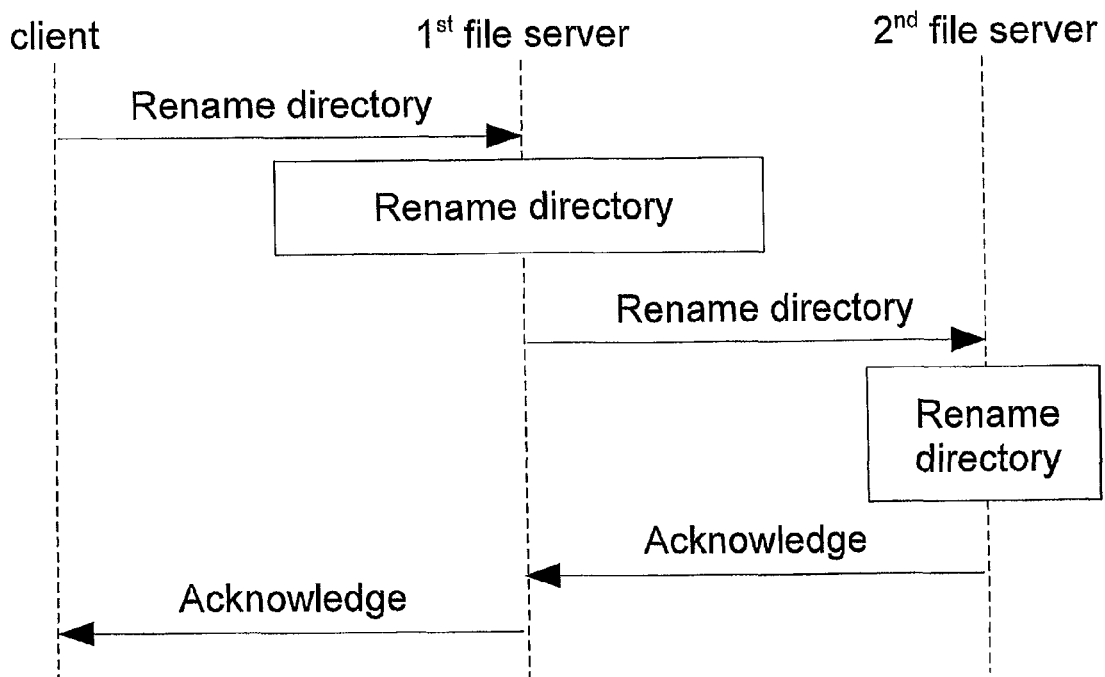 client
1st file server
2nd file server
Rename directory
Rename directory
Rename directory
Rename
directory
Acknowledge
Acknowledge